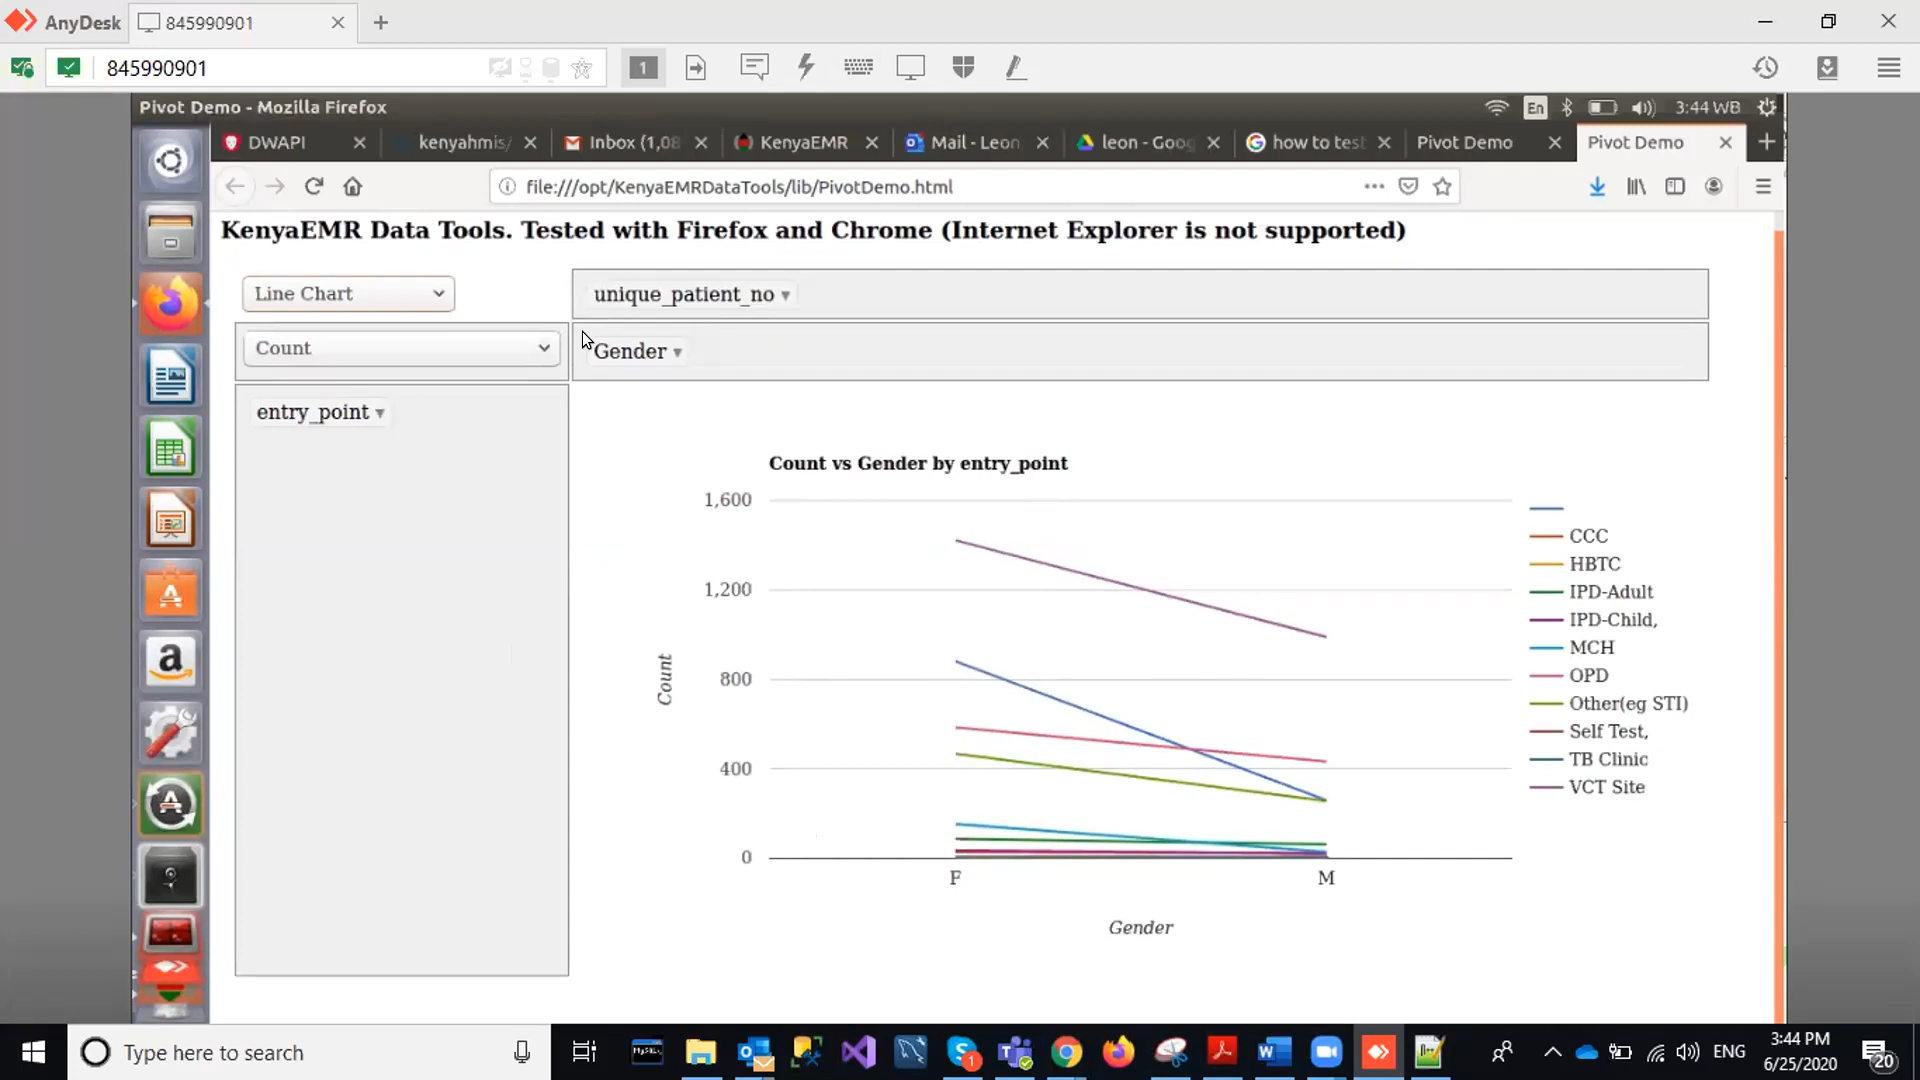 AnyDesk
845990901
845990901
1
Pivot Demo - Mozilla Firefox
En
3:44 WB
DWAPI
kenyahmis/
Inbox (1,08
KenyaEMR
Mail - Leon
leon - Goog
how to test
Pivot Demo
Pivot Demo
file:///opt/KenyaEMRDataTools/lib/PivotDemo.html
KenyaEMR Data Tools. Tested with Firefox and Chrome (Internet Explorer is not supported)
Line Chart
unique_patient_no
Count
Gender
entry_point
Count vs Gender by entry_point
1,600
1,200
800
400
0
Count
F
M
Gender
CCC
HBTC
IPD-Adult
IPD-Child,
MCH
OPD
Other(eg STI)
Self Test,
TB Clinic
VCT Site
Type here to search
ENG
3:44 PM
6/25/2020
20